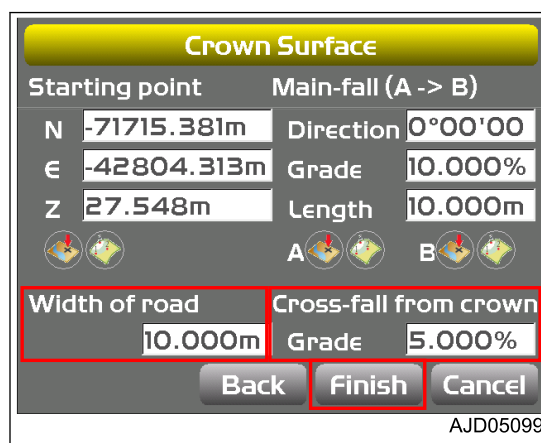 Crown Surface
Starting point Main-fall (A -> B)
N -71715.381m Direction 0°00'00
E -42804.313m Grade 10.000%
Z 27.548m Length 10.000m
A B
Width of road Cross-fall from crown
10.000m Grade 5.000%
Back Finish Cancel
AJD05099